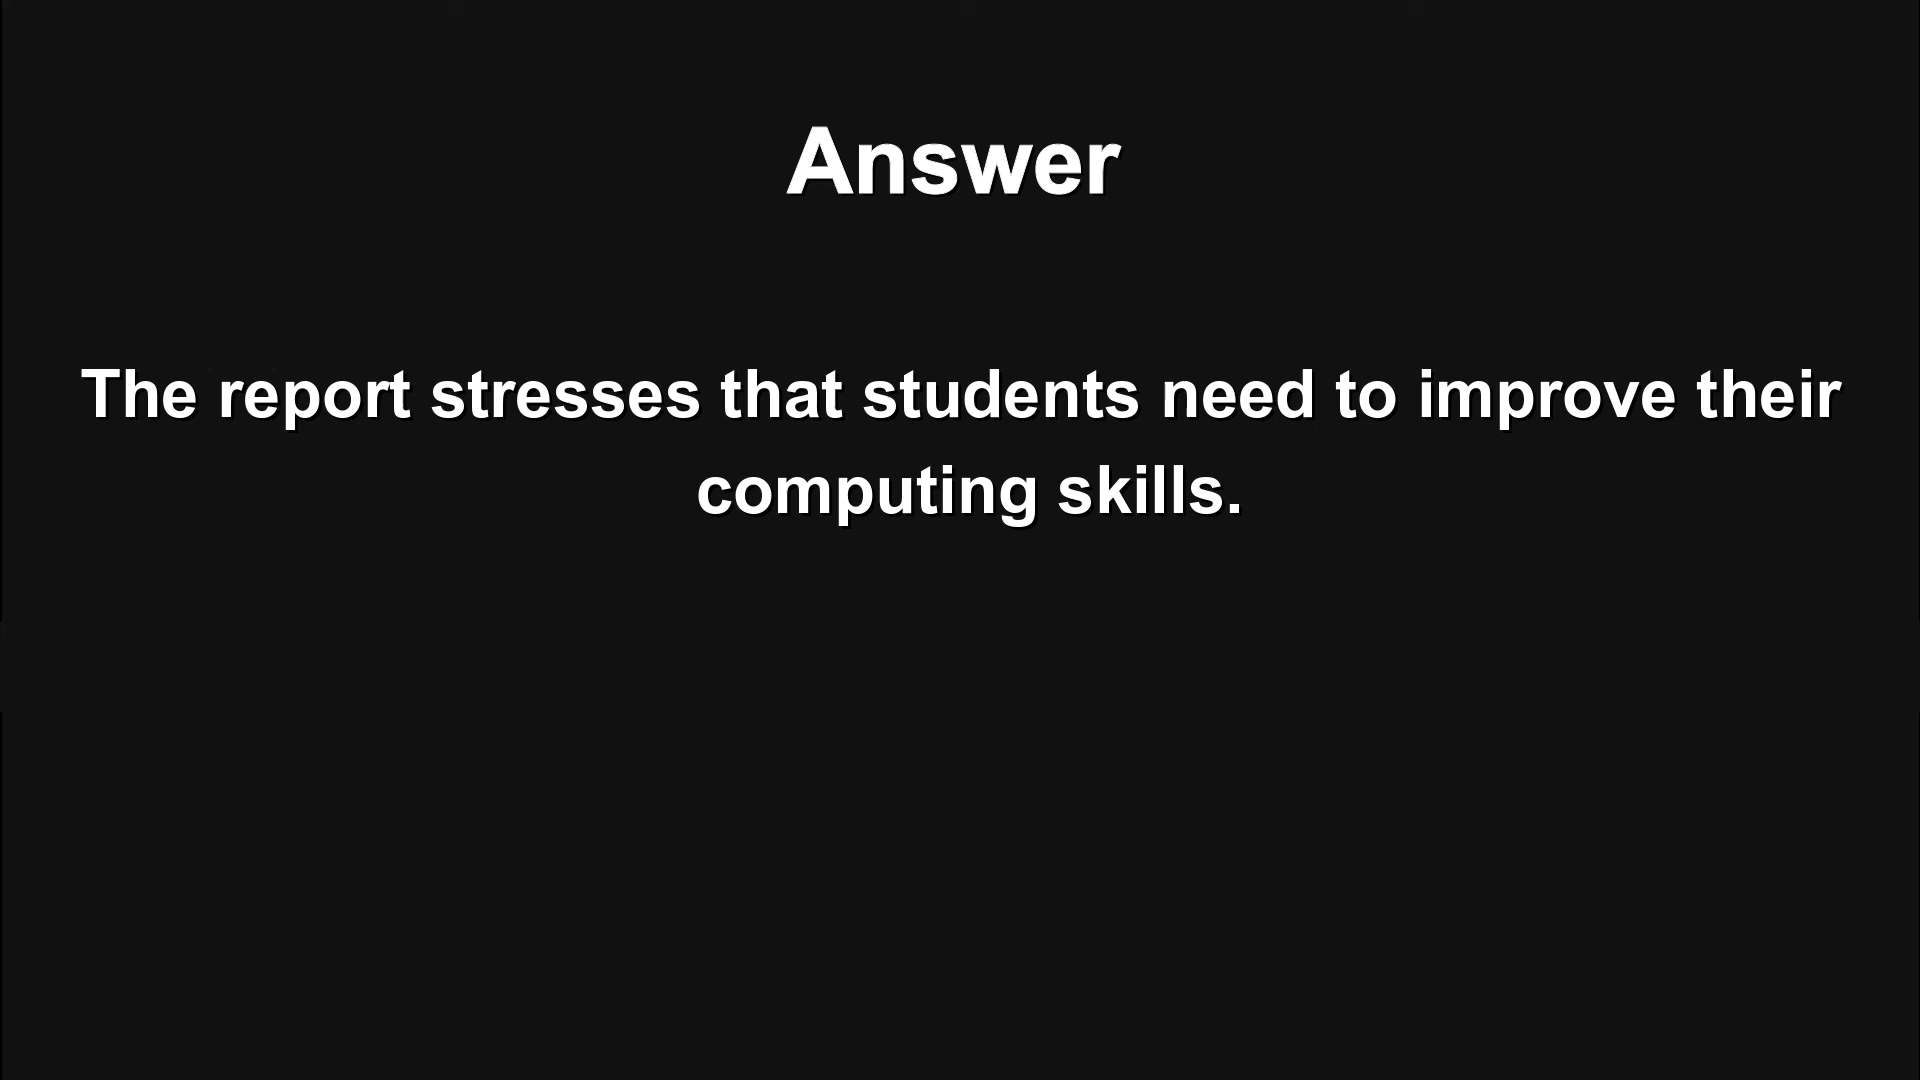 Answer
The report stresses that students need to improve their
computing skills.